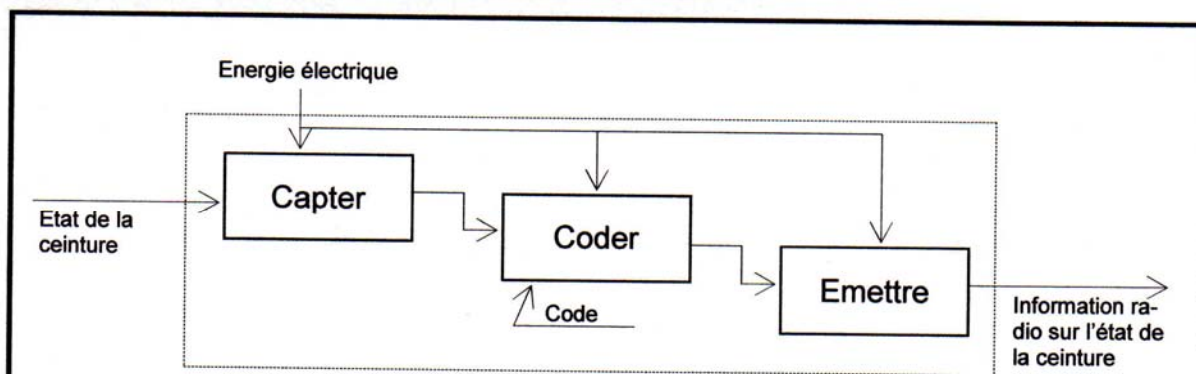 Energie électrique
Capter
Etat de la
ceinture
Coder
Emettre
Code
Information ra-
dio sur l'état de
la ceinture